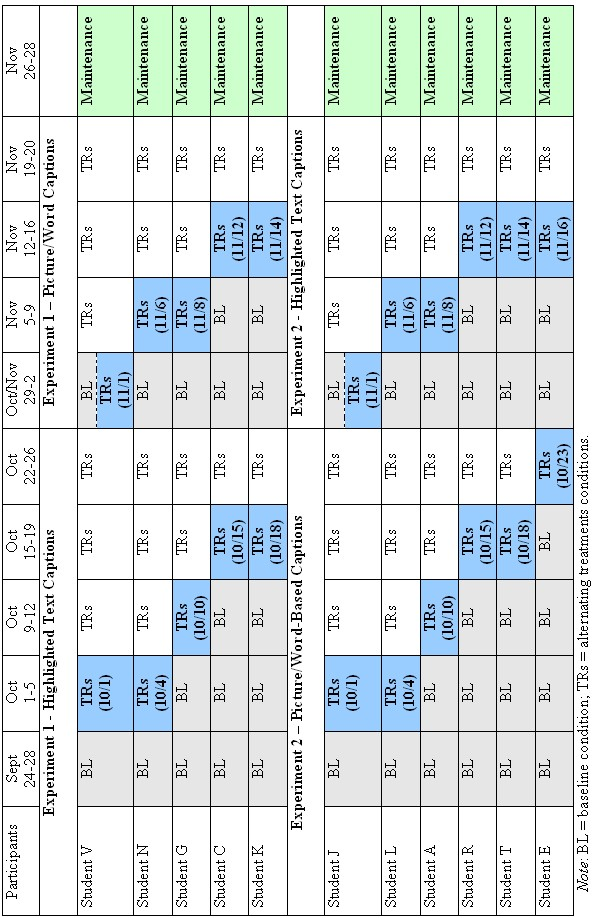 Participants Sept 24-28 Oct 1-5 Oct 9-12 Oct 15-19 Oct 22-26 Oct/Nov 29-2 Nov 5-9 Nov 12-16 Nov 19-20 Nov 26-28
Experiment 1 - Highlighted Text Captions Experiment 1 – Picture/Word Captions
Student V BL TRs (10/1) TRs TRs TRs BL TRs (11/1) TRs TRs TRs Maintenance
Student N BL TRs (10/4) TRs TRs TRs BL TRs (11/6) TRs TRs Maintenance
Student G BL BL TRs (10/10) TRs TRs BL TRs (11/8) TRs TRs Maintenance
Student C BL BL BL TRs (10/15) TRs BL BL TRs (11/12) TRs Maintenance
Student K BL BL BL TRs (10/18) TRs BL BL TRs (11/14) TRs Maintenance
Experiment 2 – Picture/Word-Based Captions Experiment 2 - Highlighted Text Captions
Student J BL TRs (10/1) TRs TRs TRs BL TRs (11/1) TRs TRs TRs Maintenance
Student L BL TRs (10/4) TRs TRs TRs BL TRs (11/6) TRs TRs Maintenance
Student A BL BL TRs (10/10) TRs TRs BL TRs (11/8) TRs TRs Maintenance
Student R BL BL BL TRs (10/15) TRs BL BL TRs (11/12) TRs Maintenance
Student T BL BL BL TRs (10/18) TRs BL BL TRs (11/14) TRs Maintenance
Student E BL BL BL BL TRs (10/23) BL BL TRs (11/16) TRs Maintenance
Note: BL = baseline condition; TRs = alternating treatments conditions.